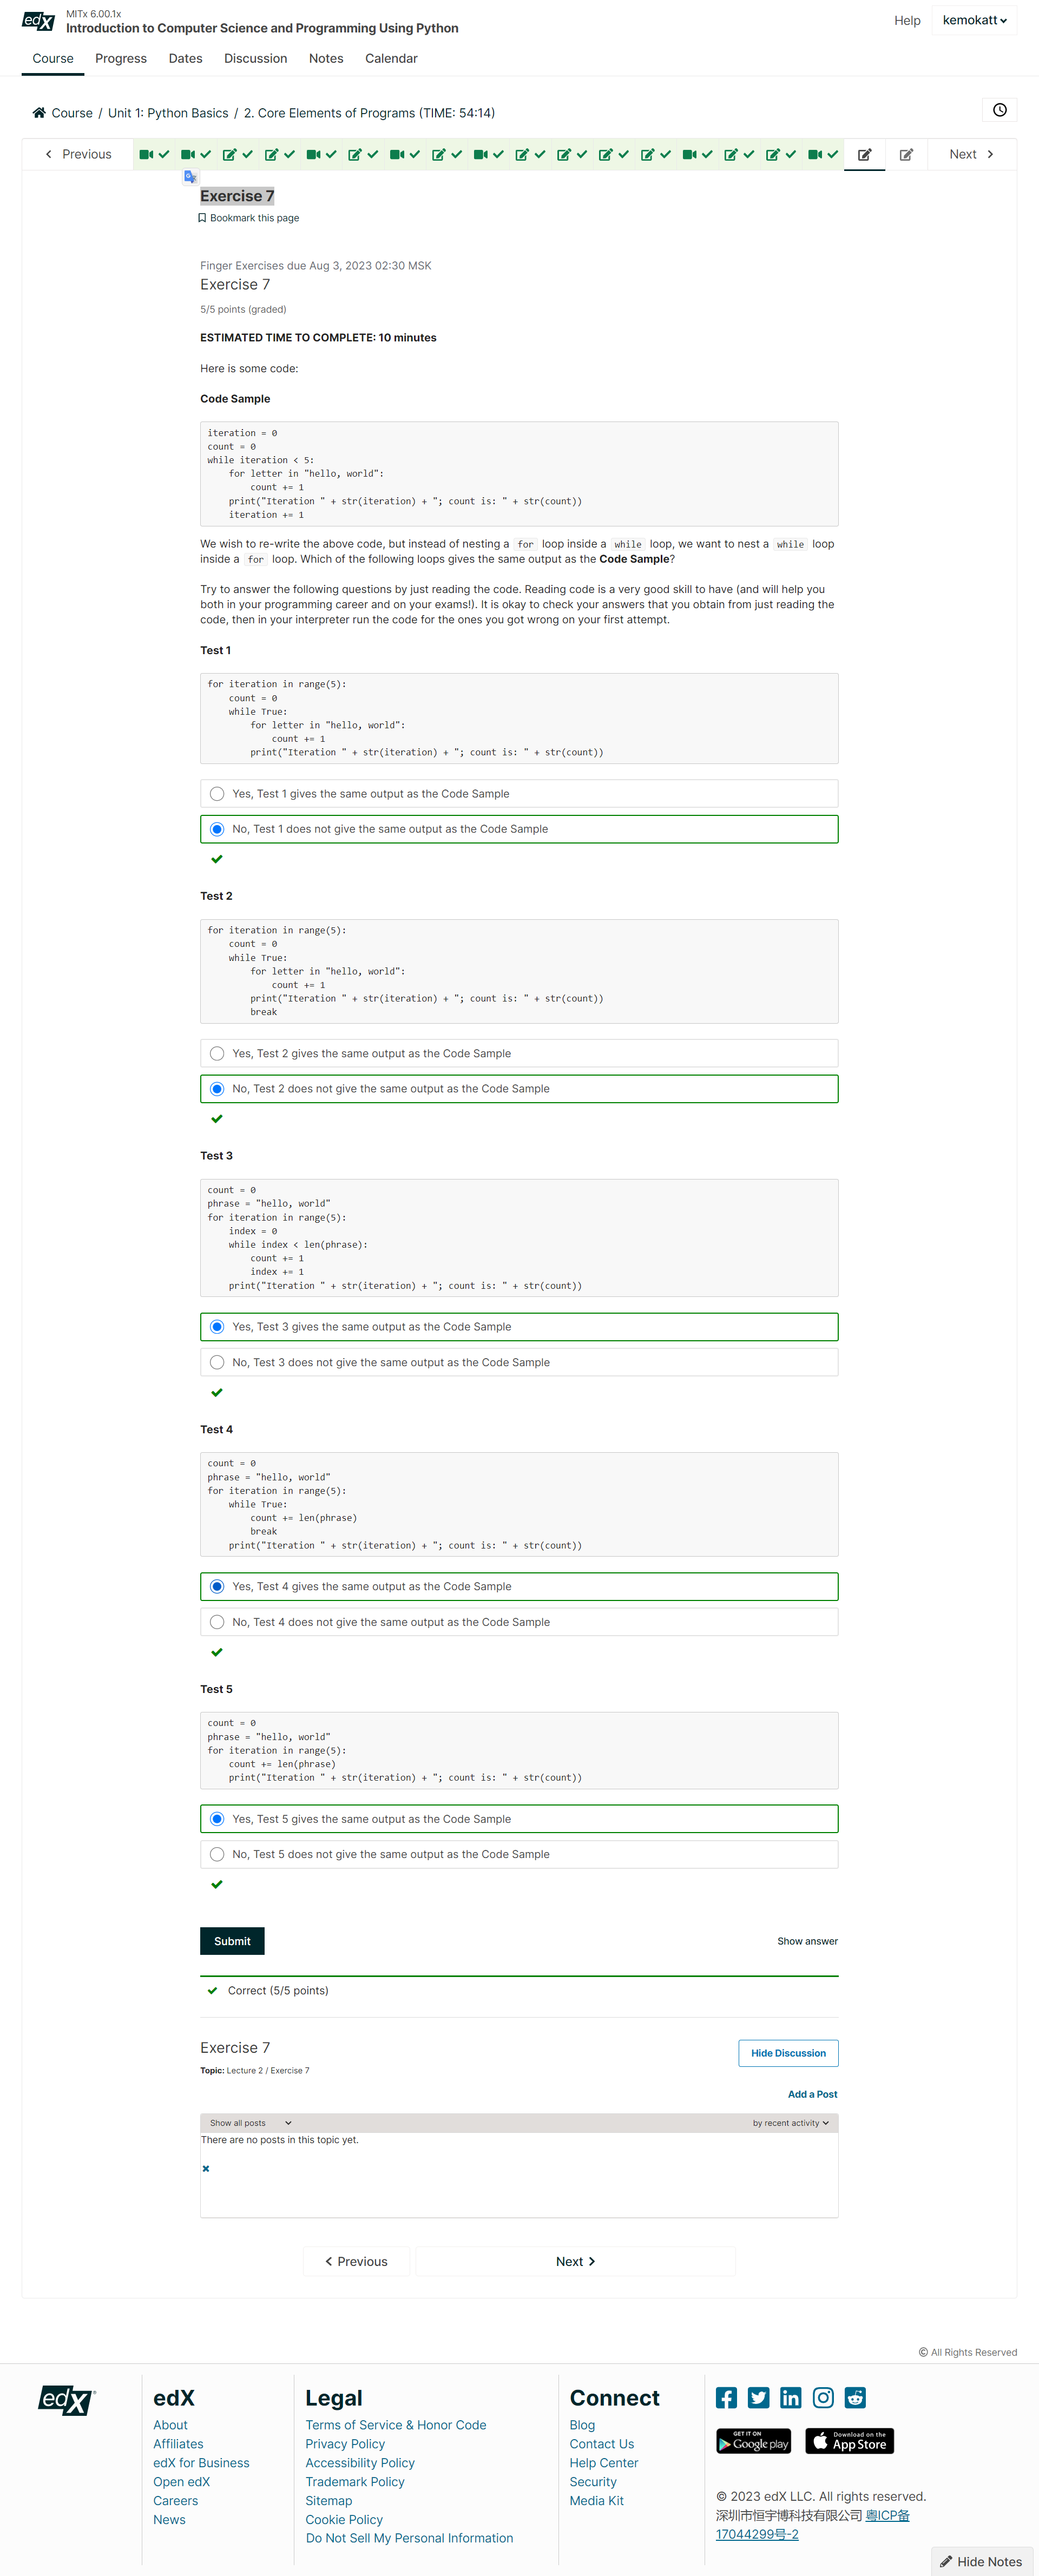 edX
MITx 6.00.1x
Introduction to Computer Science and Programming Using Python
Help
kemokatt
Course Progress Dates Discussion Notes Calendar
Course / Unit 1: Python Basics / 2. Core Elements of Programs (TIME: 54:14)
Previous
Next
Exercise 7
Bookmark this page
Finger Exercises due Aug 3, 2023 02:30 MSK
Exercise 7
5/5 points (graded)
ESTIMATED TIME TO COMPLETE: 10 minutes
Here is some code:
Code Sample
iteration = 0
count = 0
while iteration < 5:
    for letter in "hello, world":
        count += 1
    print("Iteration " + str(iteration) + "; count is: " + str(count))
    iteration += 1
We wish to re-write the above code, but instead of nesting a for loop inside a while loop, we want to nest a while loop
inside a for loop. Which of the following loops gives the same output as the Code Sample?
Try to answer the following questions by just reading the code. Reading code is a very good skill to have (and will help you
both in your programming career and on your exams!). It is okay to check your answers that you obtain from just reading the
code, then in your interpreter run the code for the ones you got wrong on your first attempt.
Test 1
for iteration in range(5):
    count = 0
    while True:
        for letter in "hello, world":
            count += 1
        print("Iteration " + str(iteration) + "; count is: " + str(count))
Yes, Test 1 gives the same output as the Code Sample
No, Test 1 does not give the same output as the Code Sample
Test 2
for iteration in range(5):
    count = 0
    while True:
        for letter in "hello, world":
            count += 1
        print("Iteration " + str(iteration) + "; count is: " + str(count))
        break
Yes, Test 2 gives the same output as the Code Sample
No, Test 2 does not give the same output as the Code Sample
Test 3
count = 0
phrase = "hello, world"
for iteration in range(5):
    index = 0
    while index < len(phrase):
        count += 1
        index += 1
    print("Iteration " + str(iteration) + "; count is: " + str(count))
Yes, Test 3 gives the same output as the Code Sample
No, Test 3 does not give the same output as the Code Sample
Test 4
count = 0
phrase = "hello, world"
for iteration in range(5):
    while True:
        count += len(phrase)
        break
    print("Iteration " + str(iteration) + "; count is: " + str(count))
Yes, Test 4 gives the same output as the Code Sample
No, Test 4 does not give the same output as the Code Sample
Test 5
count = 0
phrase = "hello, world"
for iteration in range(5):
    count += len(phrase)
    print("Iteration " + str(iteration) + "; count is: " + str(count))
Yes, Test 5 gives the same output as the Code Sample
No, Test 5 does not give the same output as the Code Sample
Submit
Show answer
Correct (5/5 points)
Exercise 7
Hide Discussion
Topic: Lecture 2 / Exercise 7
Add a Post
Show all posts
by recent activity
There are no posts in this topic yet.
Previous
Next
© All Rights Reserved
edX
edX
About
Affiliates
edX for Business
Open edX
Careers
News
Legal
Terms of Service & Honor Code
Privacy Policy
Accessibility Policy
Trademark Policy
Sitemap
Cookie Policy
Do Not Sell My Personal Information
Connect
Blog
Contact Us
Help Center
Security
Media Kit
GET IT ON
Google play
Download on the
App Store
© 2023 edX LLC. All rights reserved.
深圳市恒宇博科技有限公司 粤ICP备
17044299号-2
Hide Notes